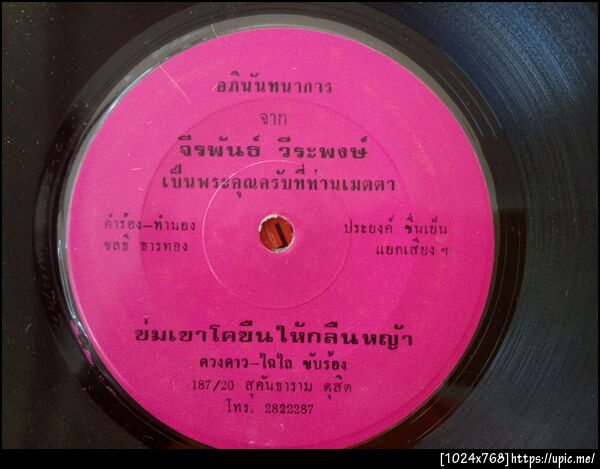 อภินันทนาการ
จาก
จีรพันธ์ วีระพงษ์
เป็นพระคุณครับที่ท่านเมตตา
คำร้อง-ทำนอง
ชลธี ธารทอง
ประยงค์ ชื่นเย็น
แยกเสียง ฯ
ข่มเขาโคขืนให้กลืนหญ้า
ดวงดาว-ไฉไล ขับร้อง
187/20 สุคันธาราม ดุสิต
โทร. 2822287
[1024x768]https://upic.me/